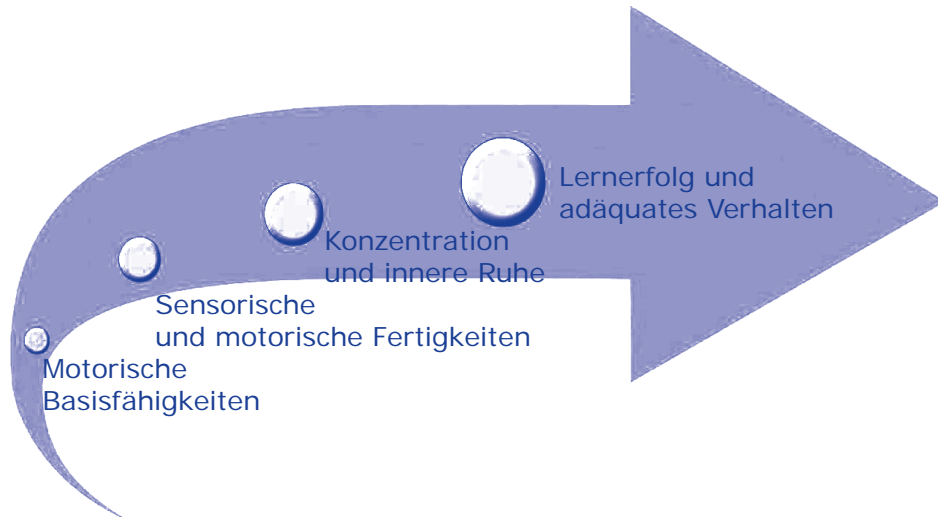 Lernerfolg und
adäquates Verhalten
Konzentration
und innere Ruhe
Sensorische
und motorische Fertigkeiten
Motorische
Basisfähigkeiten